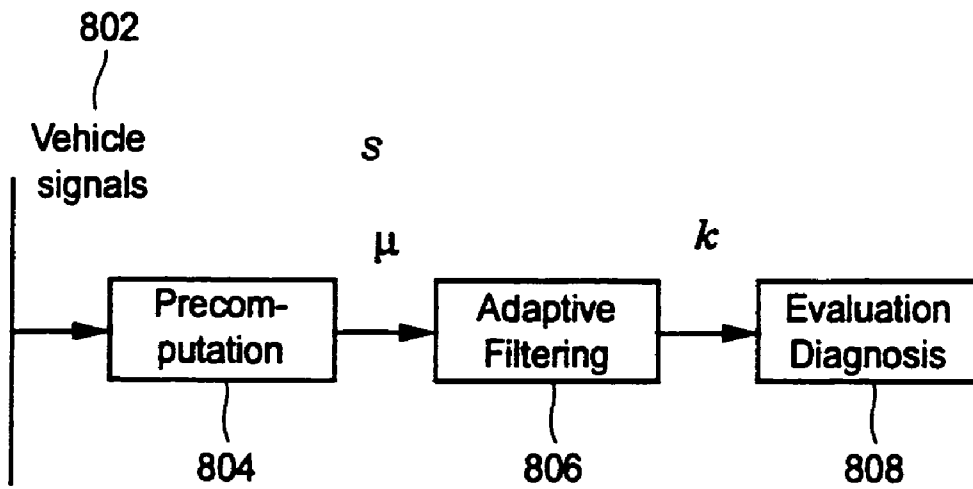 802
Vehicle
signals
s
μ
k
Precom-
putation
Adaptive
Filtering
Evaluation
Diagnosis
804
806
808